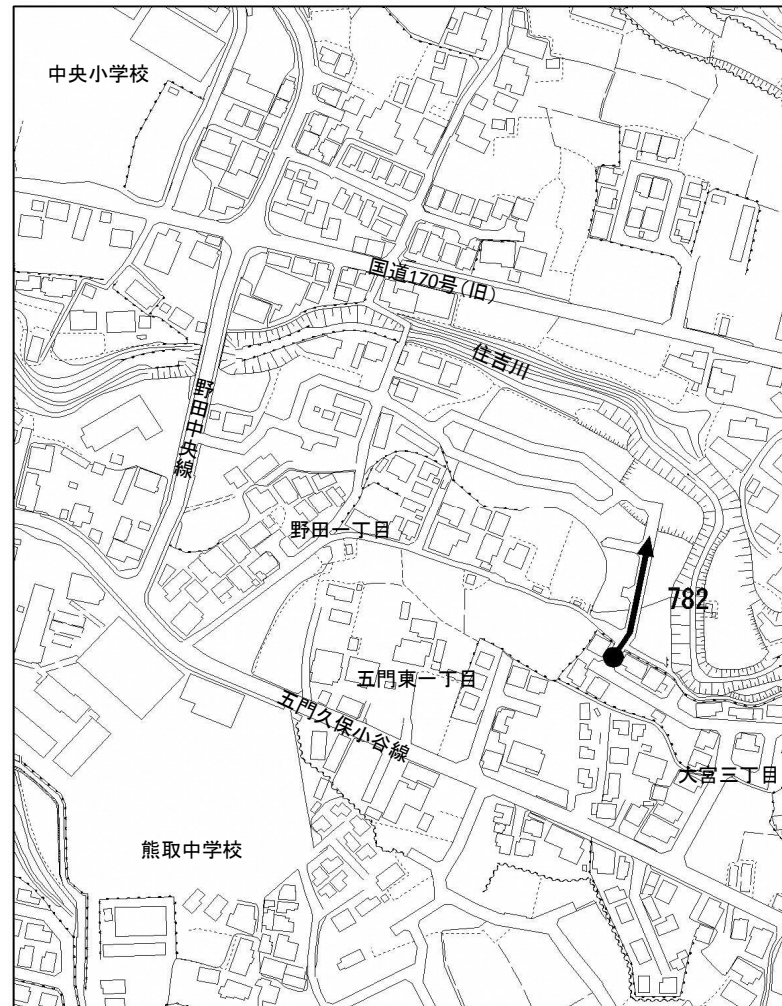 中央小学校
国道170号(旧)
住吉川
野田中央線
野田一丁目
782
五門東一丁目
五門久保小谷線
大宮三丁目
熊取中学校